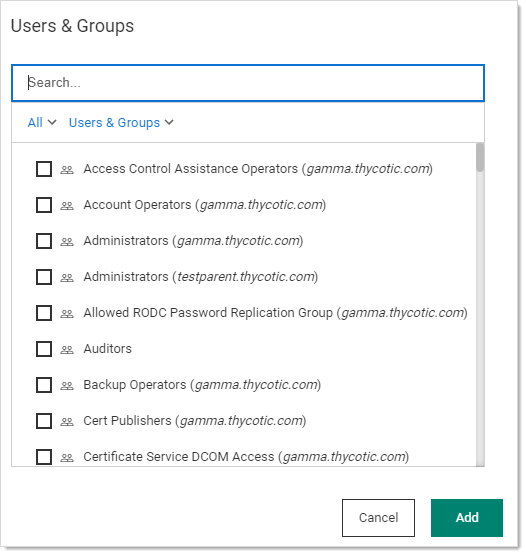 Users & Groups
Search...
All Users & Groups
Access Control Assistance Operators (gamma.thycotic.com)
Account Operators (gamma.thycotic.com)
Administrators (gamma.thycotic.com)
Administrators (testparent.thycotic.com)
Allowed RODC Password Replication Group (gamma.thycotic.com)
Auditors
Backup Operators (gamma.thycotic.com)
Cert Publishers (gamma.thycotic.com)
Certificate Service DCOM Access (gamma.thycotic.com)
Cancel Add